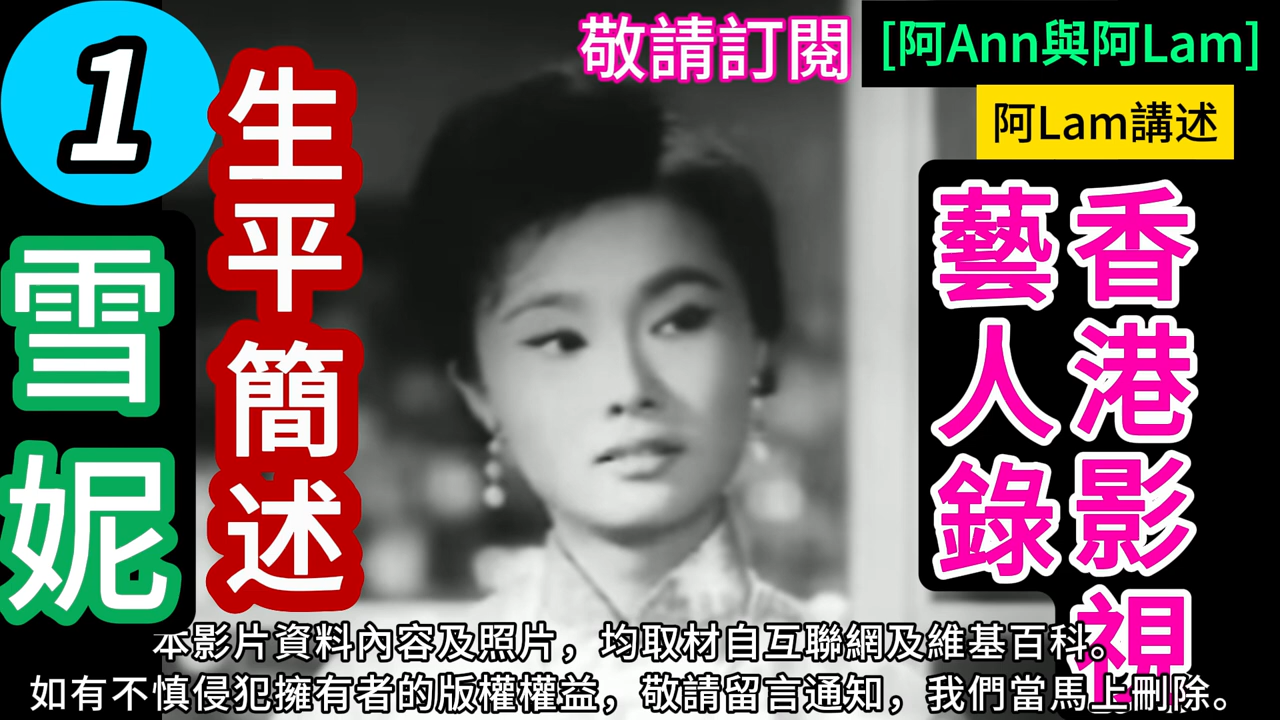 1
雪妮
生平簡述
敬請訂閱
[阿Ann與阿Lam]
阿Lam講述
香港影視
藝人錄
本影片資料內容及照片，均取材自互聯網及維基百科。
如有不慎侵犯擁有者的版權權益，敬請留言通知，我們當馬上刪除。